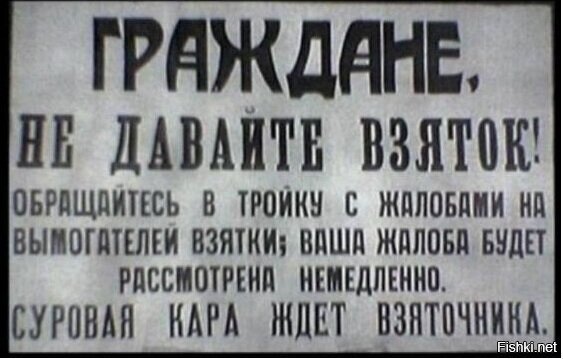 ГРАЖДАНЕ,
НЕ ДАВАЙТЕ ВЗЯТОК!
ОБРАЩАЙТЕСЬ В ТРОЙКУ С ЖАЛОБАМИ НА
ВЫМОГАТЕЛЕЙ ВЗЯТКИ; ВАША ЖАЛОБА БУДЕТ
РАССМОТРЕНА НЕМЕДЛЕННО.
СУРОВАЯ КАРА ЖДЕТ ВЗЯТОЧНИКА.
Fishki.net